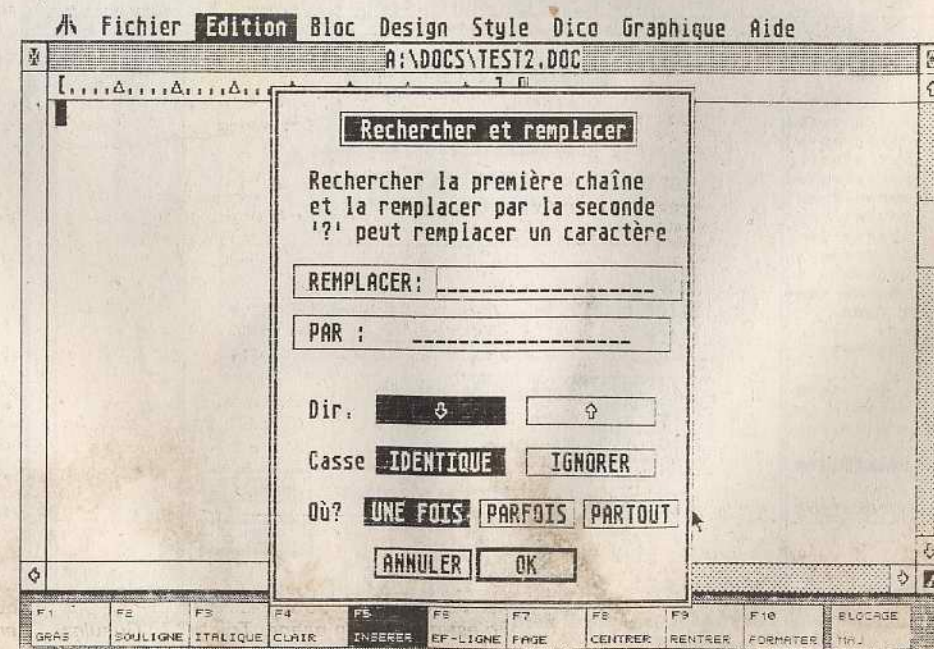 Fichier Edition Bloc Design Style Dico Graphique Aide
A:\DOCS\TEST2.DOC
Rechercher et remplacer
Rechercher la première chaîne
et la remplacer par la seconde
'?' peut remplacer un caractère
REMPLACER:
PAR :
Dir.
Casse IDENTIQUE IGNORER
Où? UNE FOIS PARFOIS PARTOUT
ANNULER OK
F1 F2 F3 F4 F5 F6 F7 F8 F9 F10 BLOCAGE
GRAS SOULIGNE ITALIQUE CLAIR INSERER EF-LIGNE PAGE CENTRER RENTRER FORMATER MAJ.